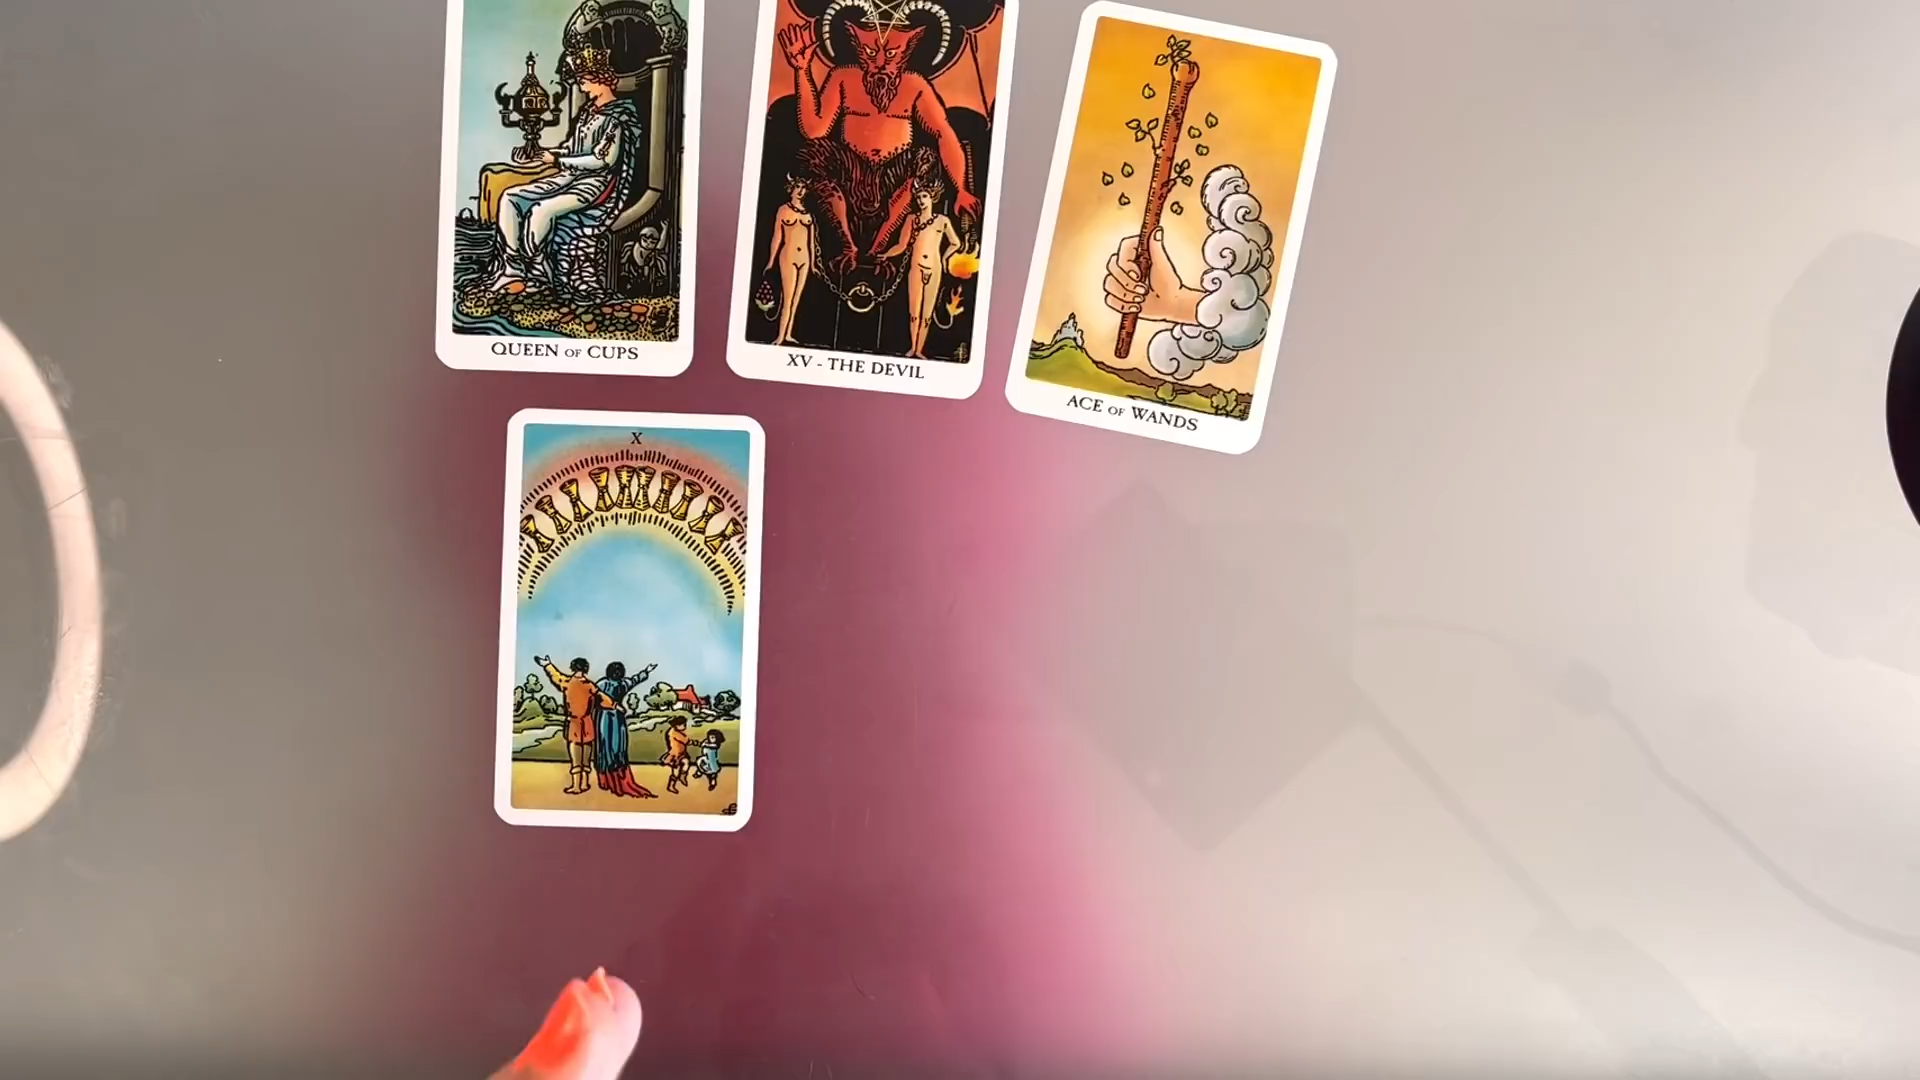 QUEEN OF CUPS
XV - THE DEVIL
ACE OF WANDS
X